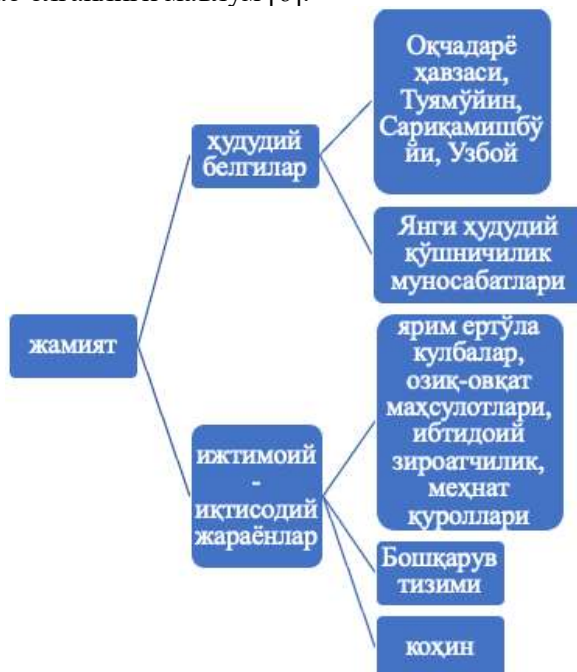 жамият
ҳудудий
белгилар
Оқчадарё
ҳавзаси,
Туямўйин,
Сариқамишбў
йи, Узбой
Янги ҳудудий
қўшничилик
муносабатлари
ижтимоий
-
иқтисодий
жараёнлар
ярим ертўла
кулбалар,
озиқ-овқат
маҳсулотлари,
ибтидоий
зироатчилик,
меҳнат
қуроллари
Бошқарув
тизими
коҳин